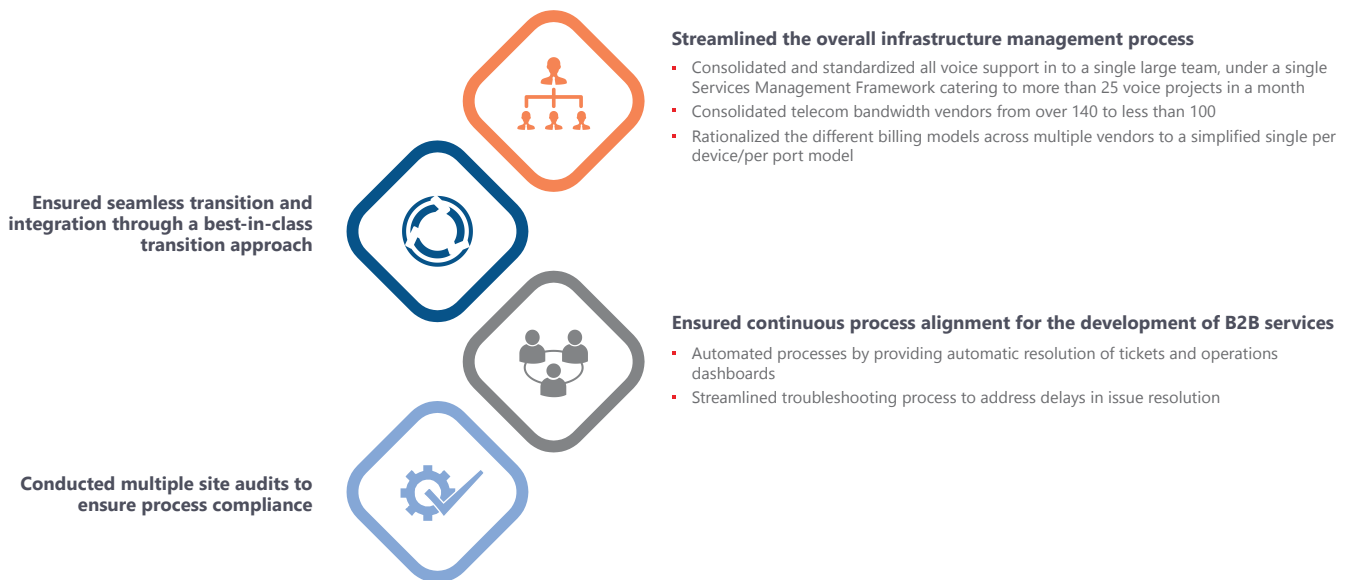 Streamlined the overall infrastructure management process
▪ Consolidated and standardized all voice support in to a single large team, under a single
Services Management Framework catering to more than 25 voice projects in a month
▪ Consolidated telecom bandwidth vendors from over 140 to less than 100
▪ Rationalized the different billing models across multiple vendors to a simplified single per
device/per port model
Ensured seamless transition and
integration through a best-in-class
transition approach
Ensured continuous process alignment for the development of B2B services
▪ Automated processes by providing automatic resolution of tickets and operations
dashboards
▪ Streamlined troubleshooting process to address delays in issue resolution
Conducted multiple site audits to
ensure process compliance